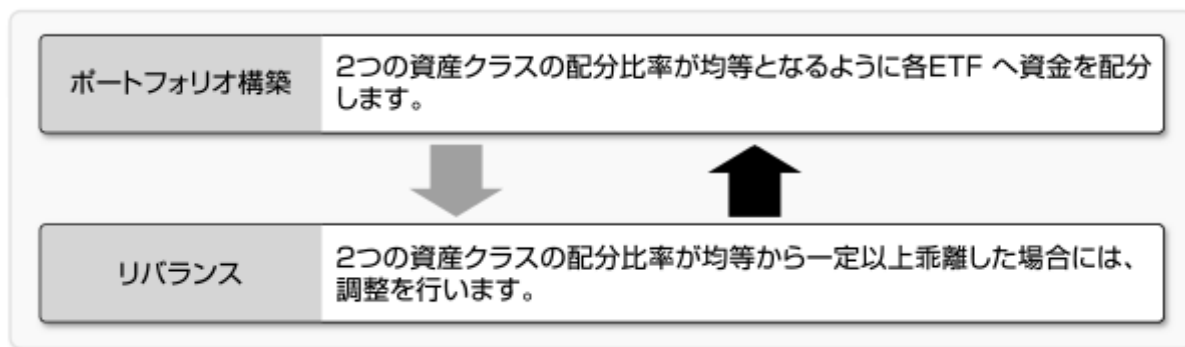 ポートフォリオ構築
2つの資産クラスの配分比率が均等となるように各ETF へ資金を配分
します。
リバランス
2つの資産クラスの配分比率が均等から一定以上乖離した場合には、
調整を行います。